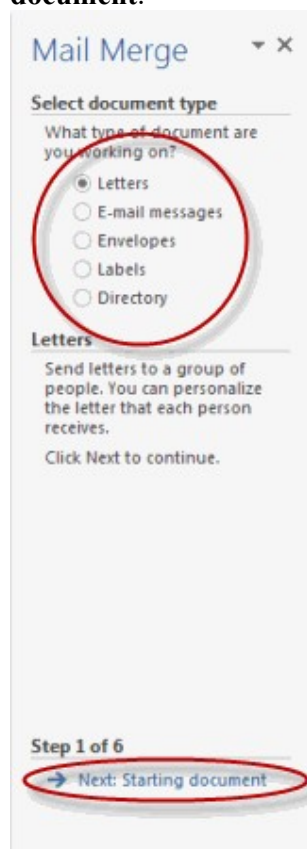 document.
Mail Merge
Select document type
What type of document are
you working on?
Letters
E-mail messages
Envelopes
Labels
Directory
Letters
Send letters to a group of
people. You can personalize
the letter that each person
receives.
Click Next to continue.
Step 1 of 6
Next: Starting document